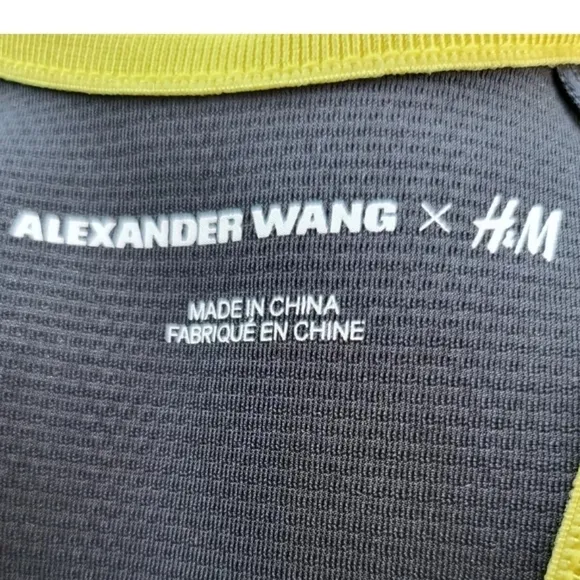 ALEXANDER WANG × H&M
MADE IN CHINA
FABRIQUÉ EN CHINE